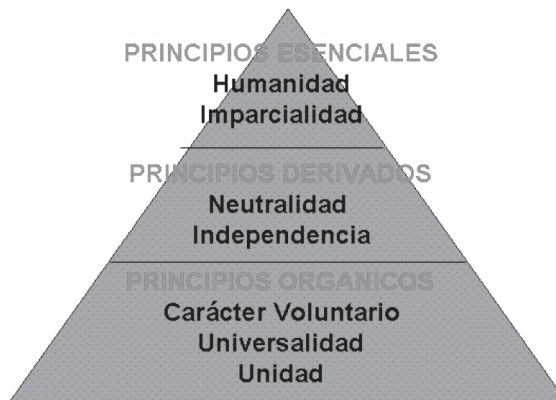 PRINCIPIOS ESENCIALES
Humanidad
Imparcialidad
PRINCIPIOS DERIVADOS
Neutralidad
Independencia
PRINCIPIOS ORGANICOS
Carácter Voluntario
Universalidad
Unidad